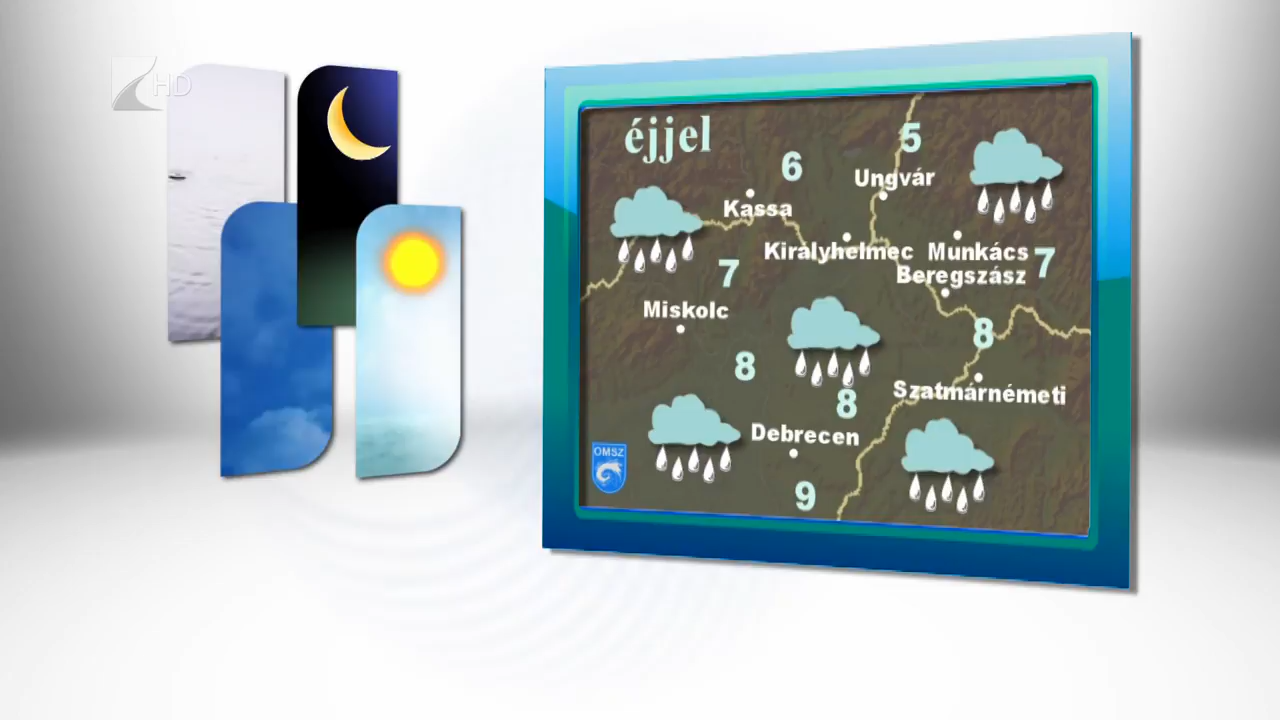 HD
éjjel
5
6
Ungvár
Kassa
Királyhelmec
Munkács
7
Beregszász
7
Miskolc
8
8
8
Szatmárnémeti
Debrecen
OMSZ
9